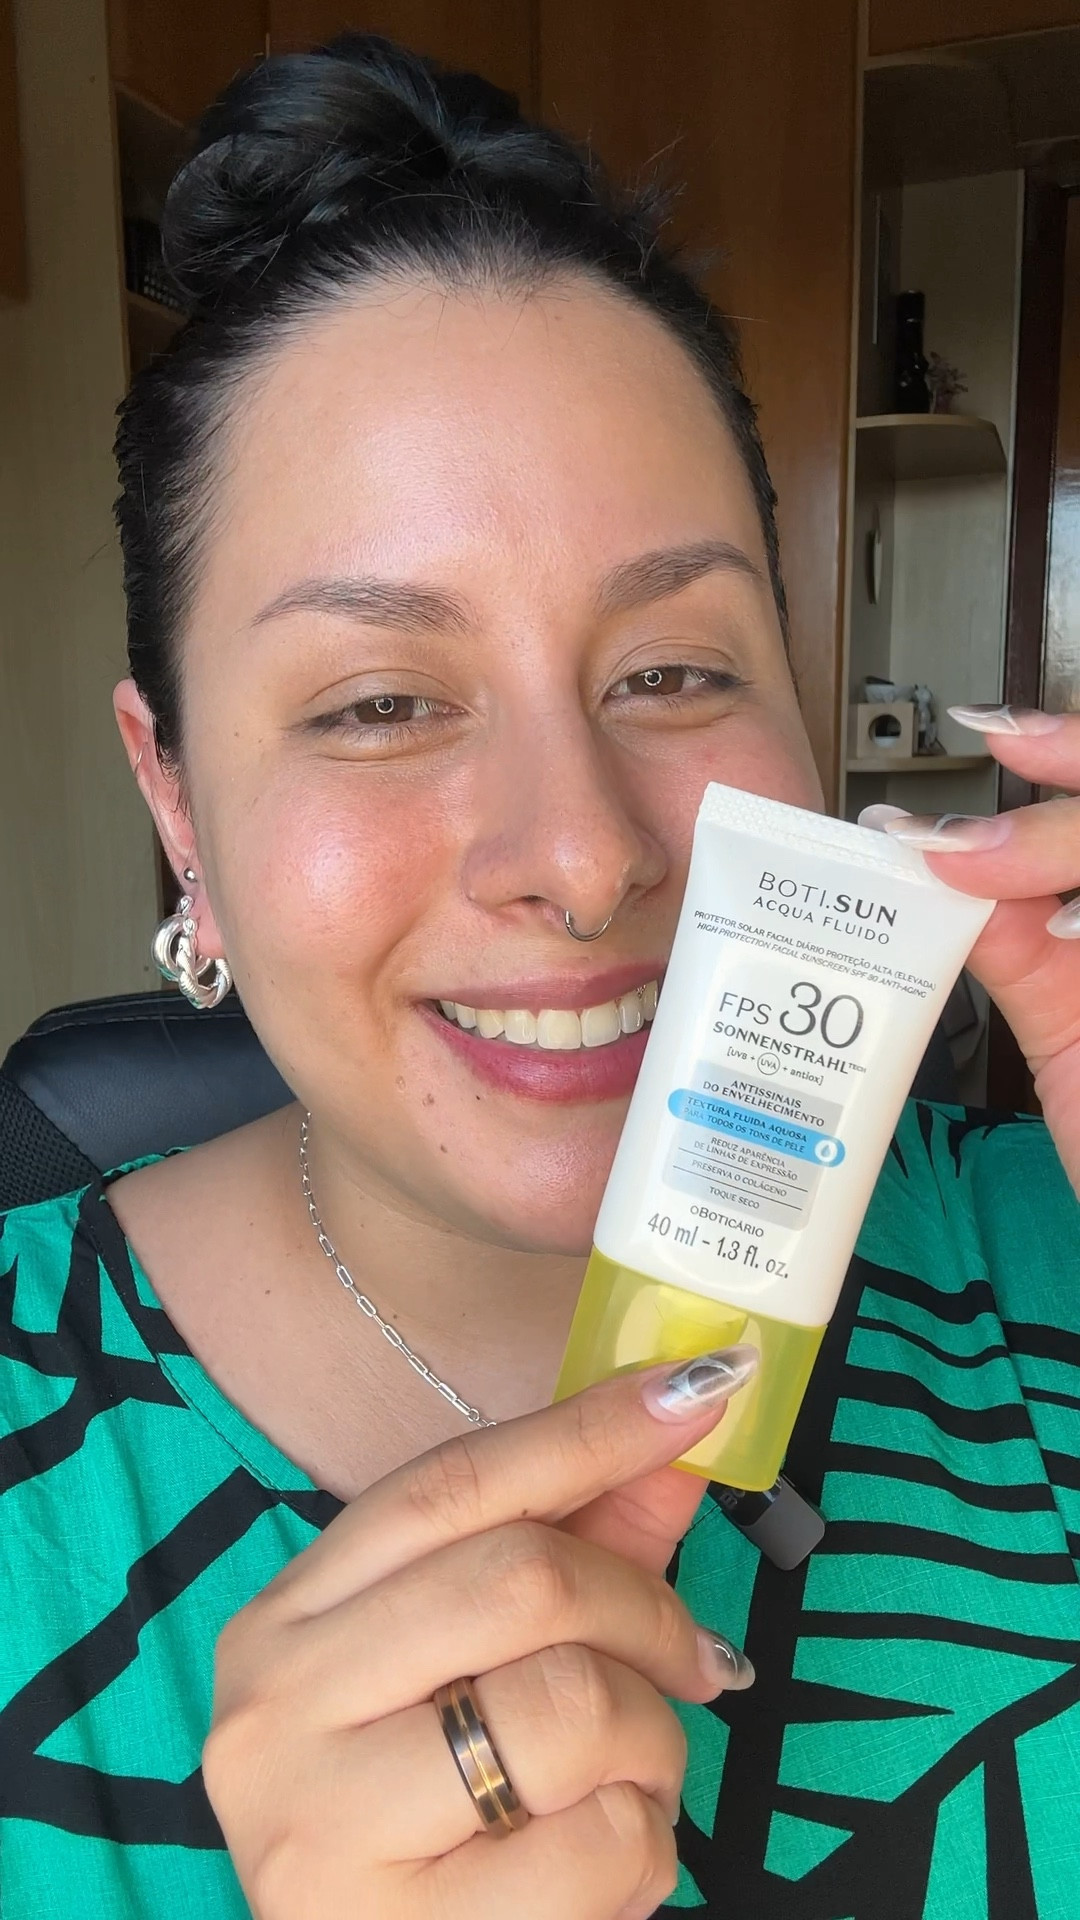 BOTI.SUN
ACQUA FLUIDO
PROTETOR SOLAR FACIAL DIÁRIO PROTEÇÃO ALTA (ELEVADA)
HIGH PROTECTION FACIAL SUNSCREEN SPF 30 ANTI-AGING
FPS 30
SONNENSTRAHL TECH
[UVB + UVA + antiox]
ANTISSINAIS
DO ENVELHECIMENTO
TEXTURA FLUIDA AQUOSA
PARA TODOS OS TONS DE PELE
REDUZ APARÊNCIA
DE LINHAS DE EXPRESSÃO
PRESERVA O COLÁGENO
TOQUE SECO
OBOTICÁRIO
40 ml - 1.3 fl. oz.